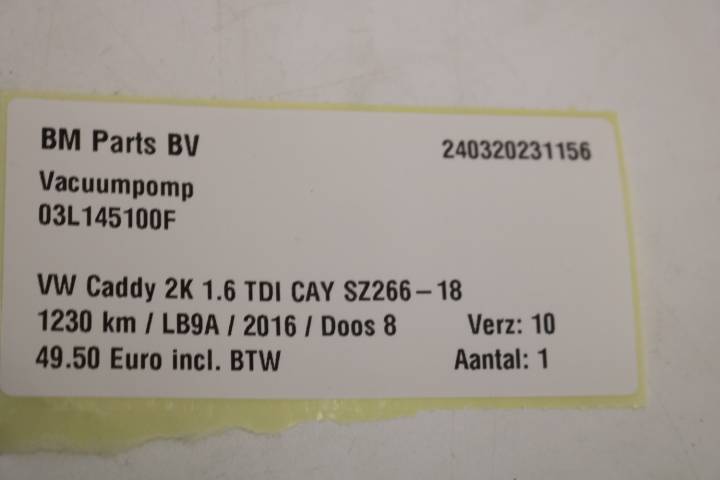 BM Parts BV 240320231156
Vacuumpomp
03L145100F
VW Caddy 2K 1.6 TDI CAY SZ266-18
1230 km / LB9A / 2016 / Doos 8 Verz: 10
49.50 Euro incl. BTW Aantal: 1